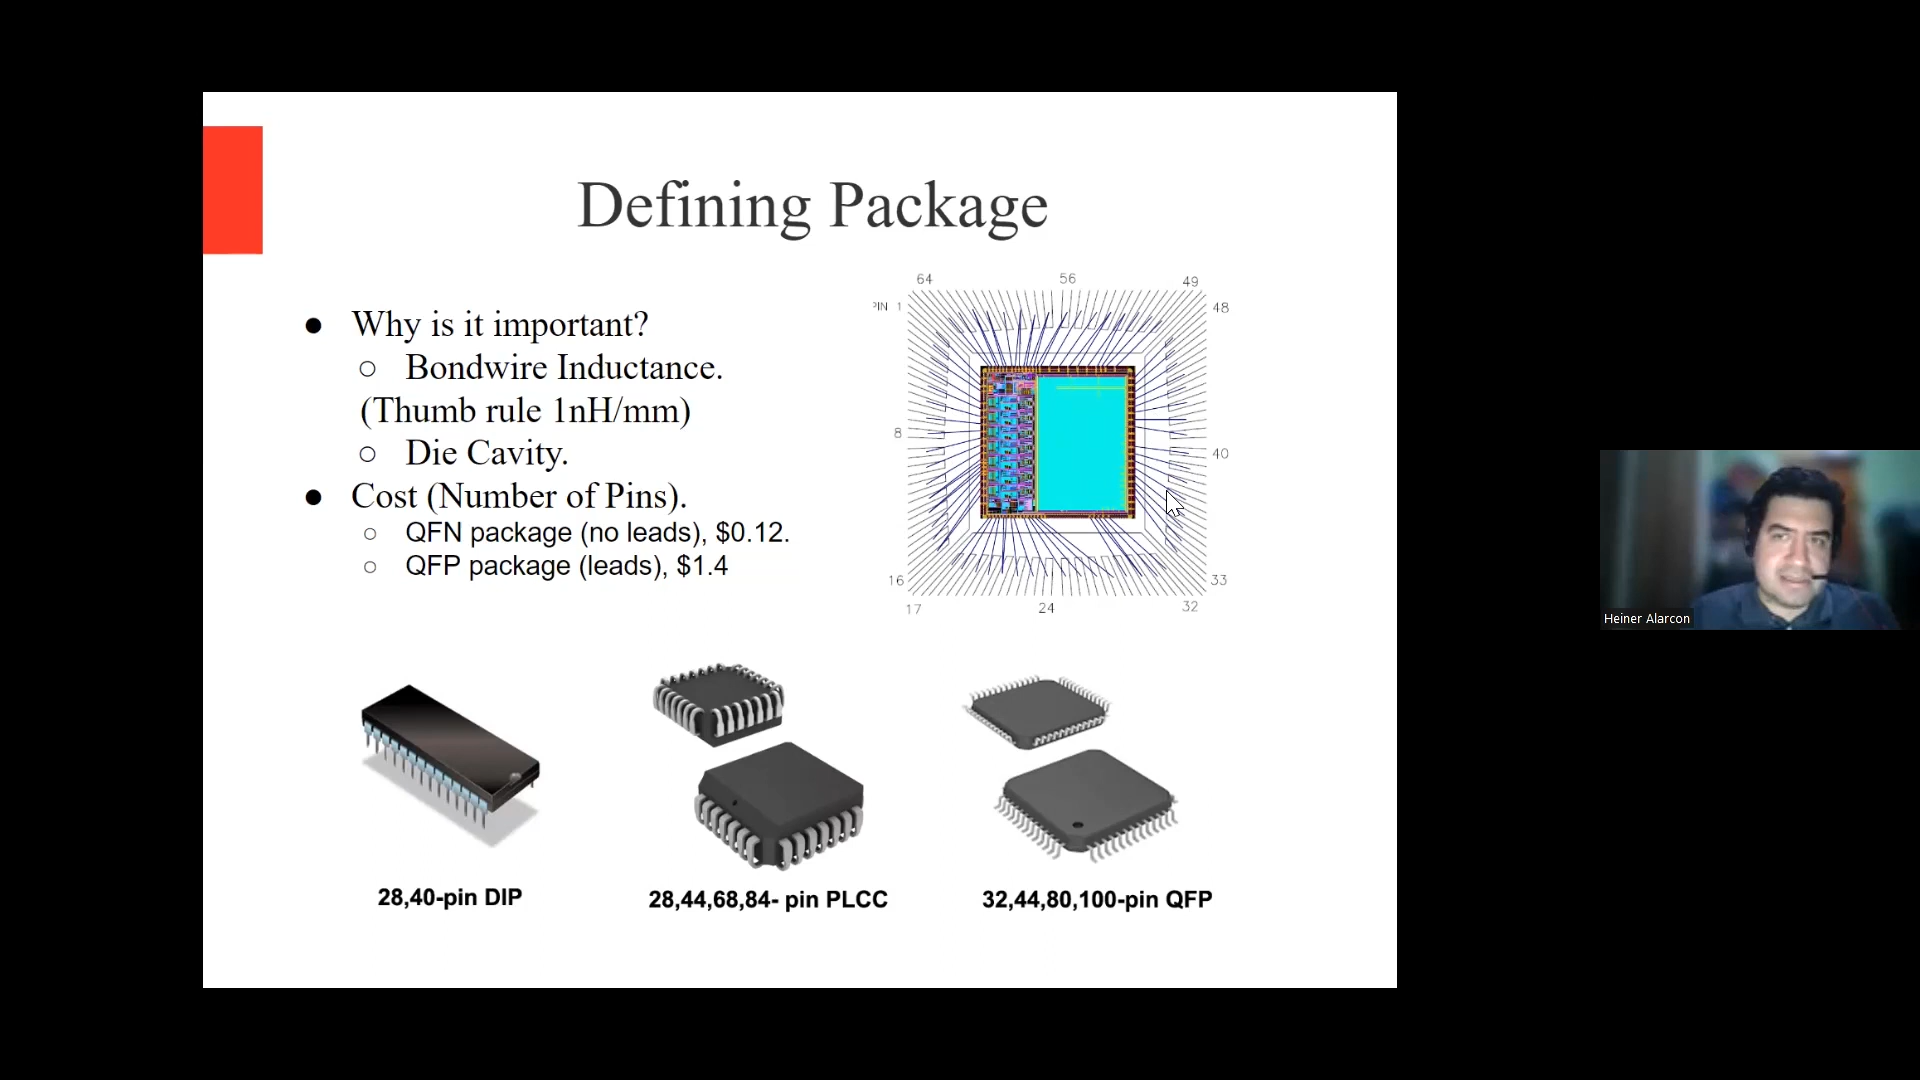 Defining Package
● Why is it important?
○ Bondwire Inductance.
(Thumb rule 1nH/mm)
○ Die Cavity.
● Cost (Number of Pins).
○ QFN package (no leads), $0.12.
○ QFP package (leads), $1.4
64 56 49
PIN 1 48
8 40
16 33
17 24 32
28,40-pin DIP
28,44,68,84- pin PLCC
32,44,80,100-pin QFP
Heiner Alarcon